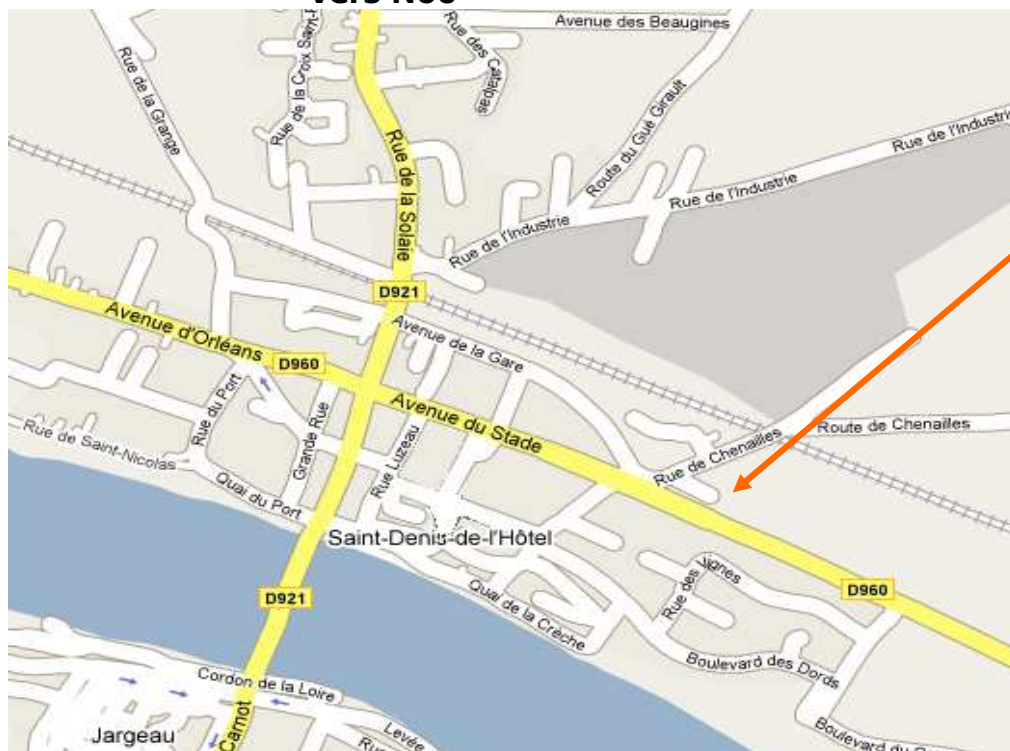 Avenue des Beaugines
Rue de la Grange
Rue de la Croix Saint-
Rue des Catalpas
Rue de la Solaie
Route du Gué Girault
Rue de l'Industrie
Rue de l'Industrie
Rue de l'Industrie
D921
Avenue de la Gare
Avenue d'Orléans
D960
Avenue du Stade
Rue du Port
Grande Rue
Rue Luzeau
Route de Chenailles
Rue de Chenailles
Rue de Saint-Nicolas
Quai du Port
Saint-Denis-de-l'Hôtel
Rue des Vignes
D960
D921
Quai de la Crèche
Boulevard des Dords
Cordon de la Loire
Boulevard du
Jargeau
Carnot
Levée
Rue